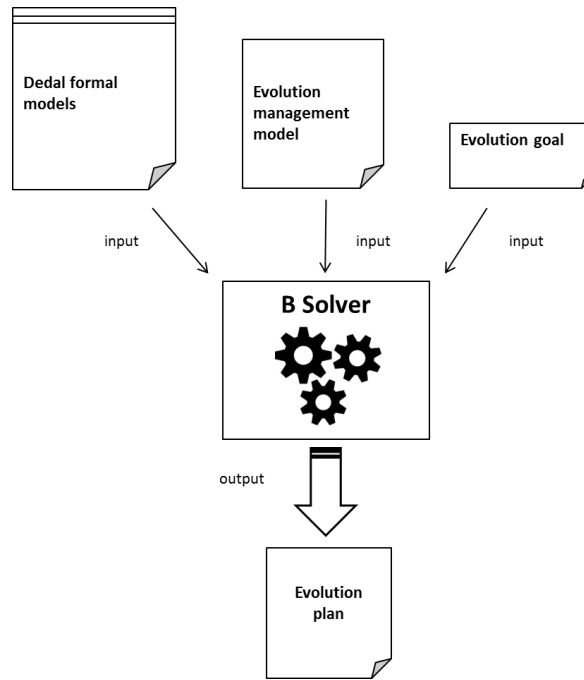 Dedal formal
models
Evolution
management
model
Evolution goal
input
input
input
B Solver
output
Evolution
plan